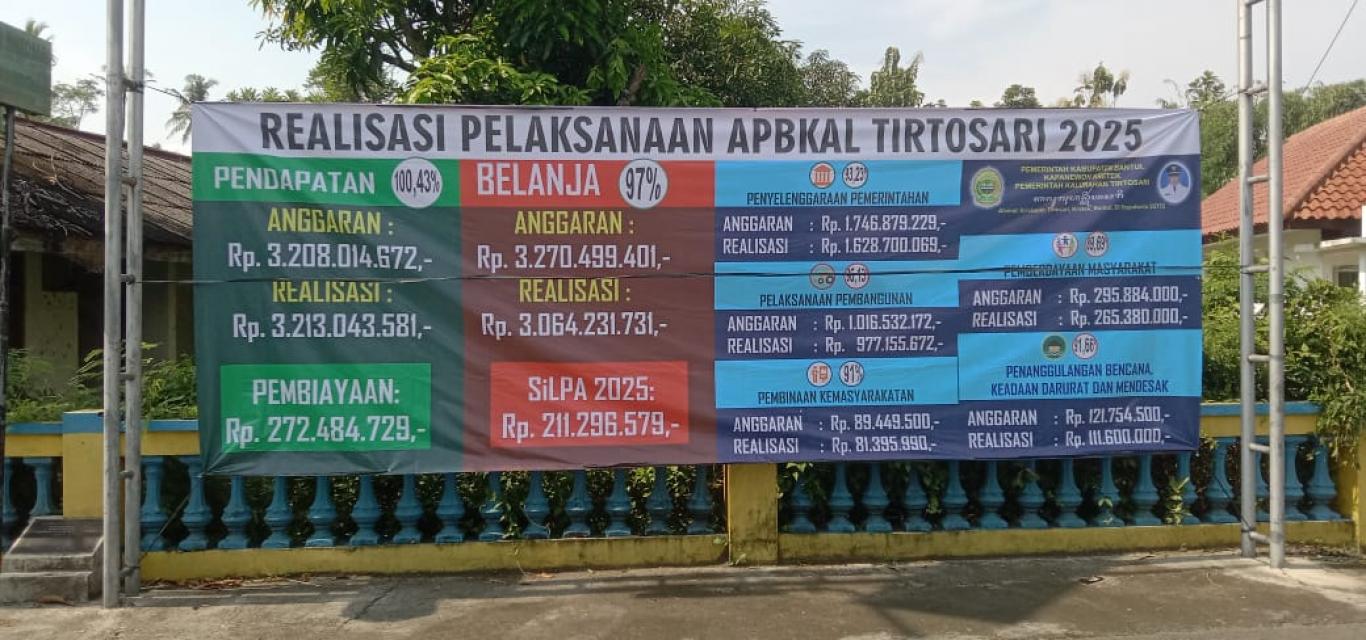 REALISASI PELAKSANAAN APBKAL TIRTOSARI 2025
PENDAPATAN 100,43%
ANGGARAN :
Rp. 3.208.014.672,-
REALISASI :
Rp. 3.213.043.581,-
PEMBIAYAAN:
Rp. 272.484.729,-
BELANJA 97%
ANGGARAN :
Rp. 3.270.499.401,-
REALISASI :
Rp. 3.064.231.731,-
SiLPA 2025:
Rp. 211.296.579,-
93,23
PENYELENGGARAAN PEMERINTAHAN
ANGGARAN : Rp. 1.746.879.229,-
REALISASI : Rp. 1.628.700.069,-
PELAKSANAAN PEMBANGUNAN
ANGGARAN : Rp. 1.016.532.172,-
REALISASI : Rp. 977.155.672,-
91%
PEMBINAAN KEMASYARAKATAN
ANGGARAN : Rp. 89.449.500,-
REALISASI : Rp. 81.395.990,-
PEMERINTAH KABUPATEN BANTUL
KAPANEWON KRETEK
PEMERINTAH KALURAHAN TIRTOSARI
89,69
PEMBERDAYAAN MASYARAKAT
ANGGARAN : Rp. 295.884.000,-
REALISASI : Rp. 265.380.000,-
91,66
PENANGGULANGAN BENCANA,
KEADAAN DARURAT DAN MENDESAK
ANGGARAN : Rp. 121.754.500,-
REALISASI : Rp. 111.600.000,-